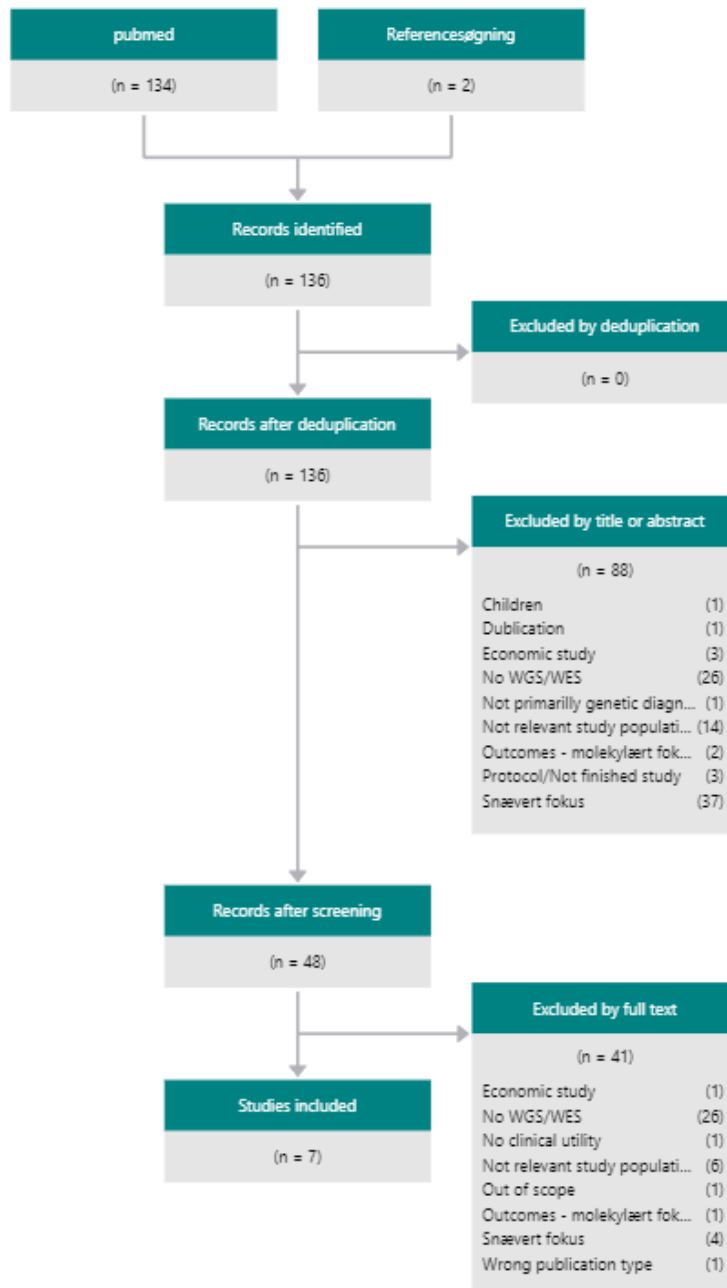 pubmed
(n = 134)
Referencesøgning
(n = 2)
Records identified
(n = 136)
Excluded by deduplication
(n = 0)
Records after deduplication
(n = 136)
Excluded by title or abstract
(n = 88)
Children (1)
Dublication (1)
Economic study (3)
No WGS/WES (26)
Not primarilly genetic diagn... (1)
Not relevant study populati... (14)
Outcomes - molekylært fok... (2)
Protocol/Not finished study (3)
Snævert fokus (37)
Records after screening
(n = 48)
Excluded by full text
(n = 41)
Economic study (1)
No WGS/WES (26)
No clinical utility (1)
Not relevant study populati... (6)
Out of scope (1)
Outcomes - molekylært fok... (1)
Snævert fokus (4)
Wrong publication type (1)
Studies included
(n = 7)